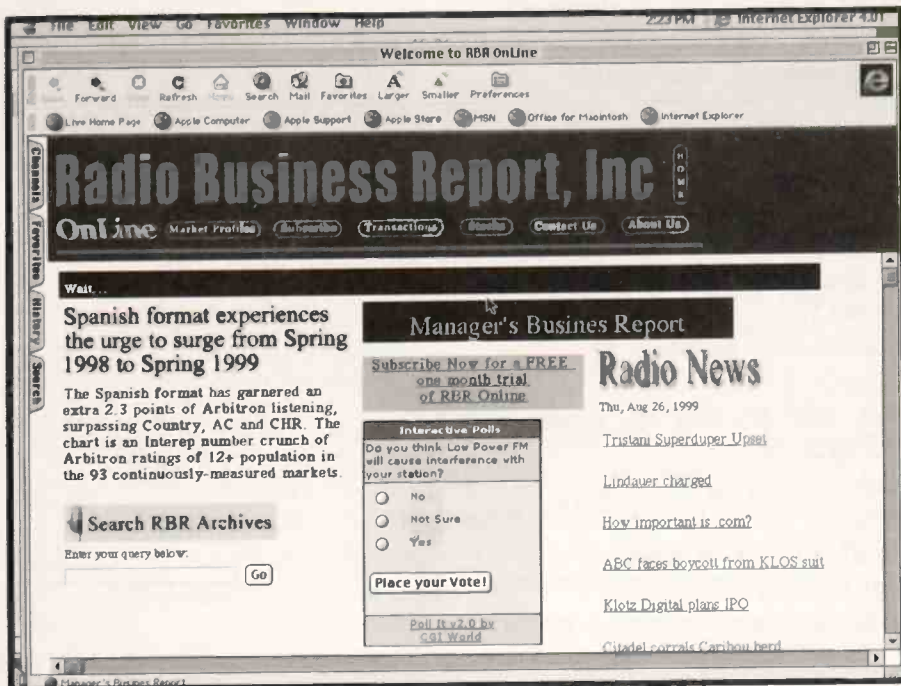 File Edit View Go Favorites Window Help 2:23 PM Internet Explorer 4.01
Welcome to RBR OnLine
Forward Refresh Home Search Mail Favorites Larger Smaller Preferences
Live Home Page Apple Computer Apple Support Apple Store MSN Office for Macintosh Internet Explorer
Channels
Favorites
History
Search
Radio Business Report, Inc
HOME
OnLine Market Profiles Subscribe Transactions Stocks Contact Us About Us
Wait...
Spanish format experiences
the urge to surge from Spring
1998 to Spring 1999
The Spanish format has garnered an
extra 2.3 points of Arbitron listening,
surpassing Country, AC and CHR. The
chart is an Interep number crunch of
Arbitron ratings of 12+ population in
the 93 continuously-measured markets.
Search RBR Archives
Enter your query below:
Go
Manager's Busines Report
Subscribe Now for a FREE
one month trial
of RBR Online
Interactive Polls
Do you think Low Power FM
will cause interference with
your station?
No
Not Sure
Yes
Place your Vote!
Poll It v2.0 by
CGI World
Radio News
Thu, Aug 26, 1999
Tristani Superduper Upset
Lindauer charged
How important is .com?
ABC faces boycott from KLOS suit
Klotz Digital plans IPO
Citadel corrals Caribou herd
Manager's Busines Report